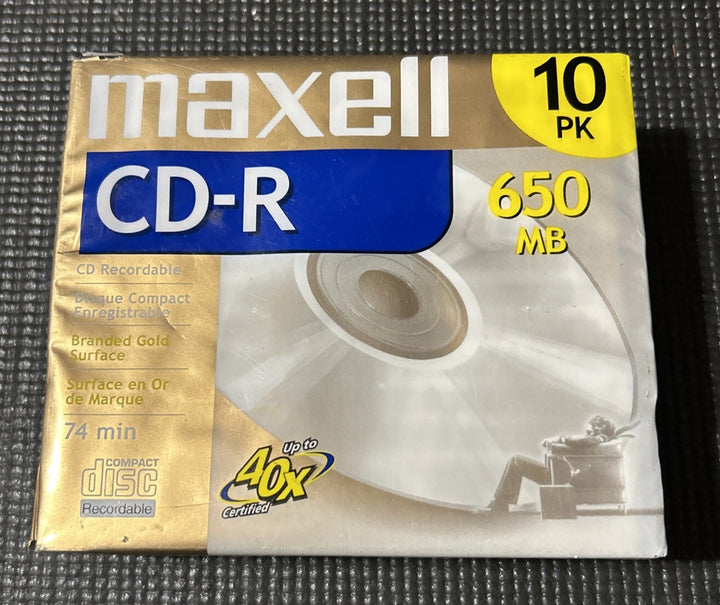 maxell
10
PK
CD-R
650
MB
CD Recordable
Disque Compact
Enregistrable
Branded Gold
Surface
Surface en Or
de Marque
74 min
COMPACT
disc
Recordable
Up to
40x
Certified